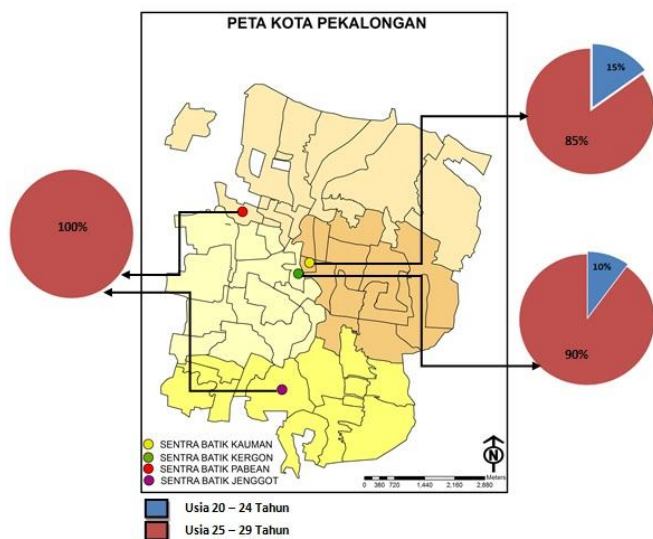 PETA KOTA PEKALONGAN
15%
85%
100%
10%
90%
SENTRA BATIK KAUMAN
SENTRA BATIK KERGON
SENTRA BATIK PABEAN
SENTRA BATIK JENGGOT
N
Meters
0 360 720 1,440 2,160 2,880
Usia 20 – 24 Tahun
Usia 25 – 29 Tahun